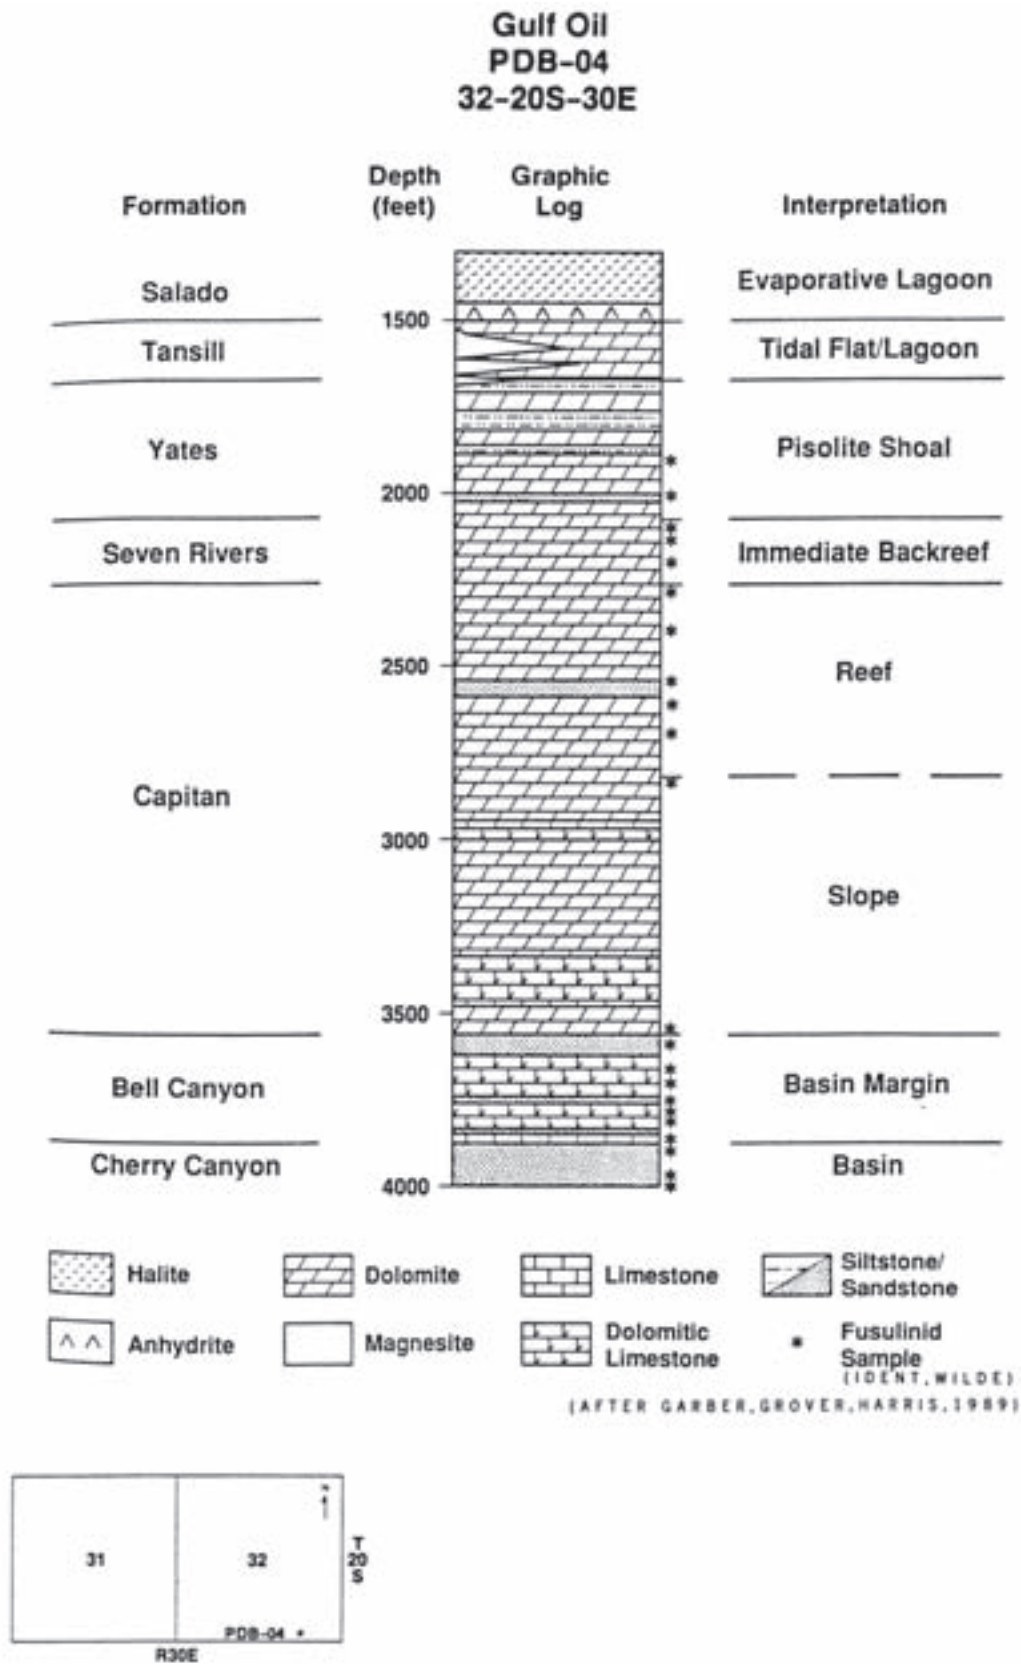 Gulf Oil
PDB-04
32-20S-30E
Formation
Depth
(feet)
Graphic
Log
Interpretation
Salado
Evaporative Lagoon
1500
Tansill
Tidal Flat/Lagoon
Yates
Pisolite Shoal
2000
Seven Rivers
Immediate Backreef
2500
Reef
Capitan
3000
Slope
3500
Bell Canyon
Basin Margin
Cherry Canyon
Basin
4000
Halite
Dolomite
Limestone
Siltstone/
Sandstone
Anhydrite
Magnesite
Dolomitic
Limestone
* Fusulinid
Sample
(IDENT, WILDE)
(AFTER GARBER, GROVER, HARRIS, 1989)
N
31
32
T
20
S
PDB-04
R30E